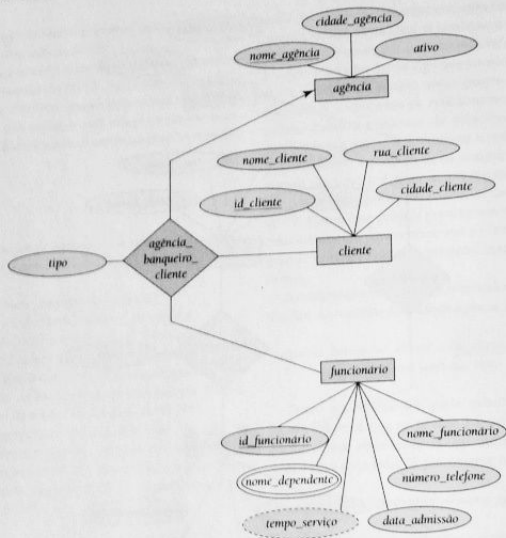 cidade_agência
nome_agência
ativo
agência
nome_cliente
rua_cliente
id_cliente
cidade_cliente
tipo
agência_
banqueiro_
cliente
cliente
funcionário
id_funcionário
nome_funcionário
nome_dependente
número_telefone
tempo_serviço
data_admissão